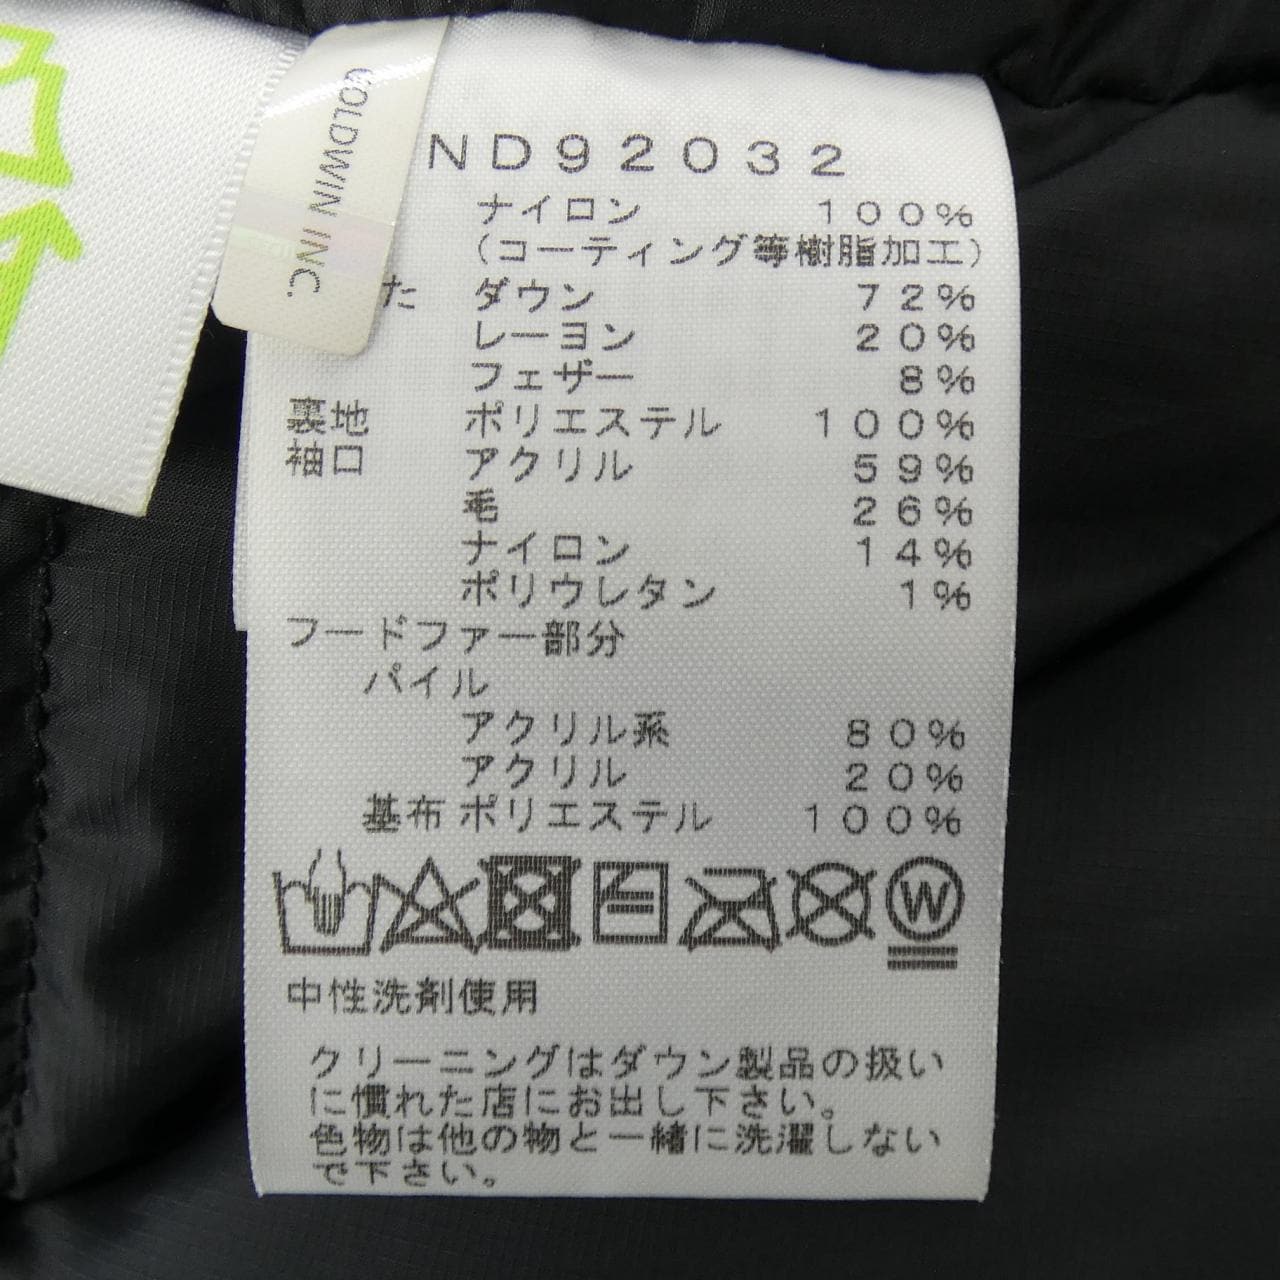 GOLDWIN INC.
ND92032
ナイロン 100%
(コーティング等樹脂加工)
た ダウン 72%
レーヨン 20%
フェザー 8%
裏地 ポリエステル 100%
袖口 アクリル 59%
毛 26%
ナイロン 14%
ポリウレタン 1%
フードファー部分
パイル
アクリル系 80%
アクリル 20%
基布 ポリエステル 100%
W
中性洗剤使用
クリーニングはダウン製品の扱い
に慣れた店にお出し下さい。
色物は他の物と一緒に洗濯しない
で下さい。